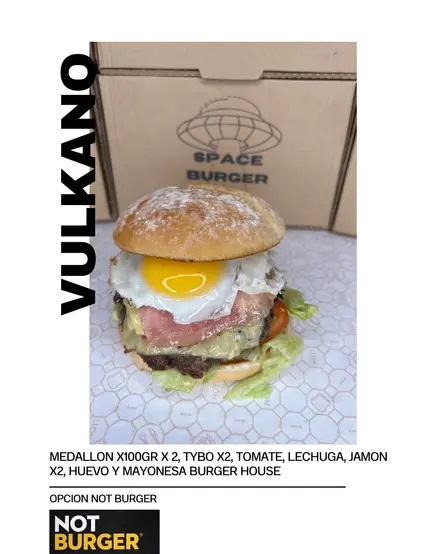 VULKANO
SPACE
BURGER
MEDALLON X100GR X 2, TYBO X2, TOMATE, LECHUGA, JAMON
X2, HUEVO Y MAYONESA BURGER HOUSE
OPCION NOT BURGER
NOT
BURGER